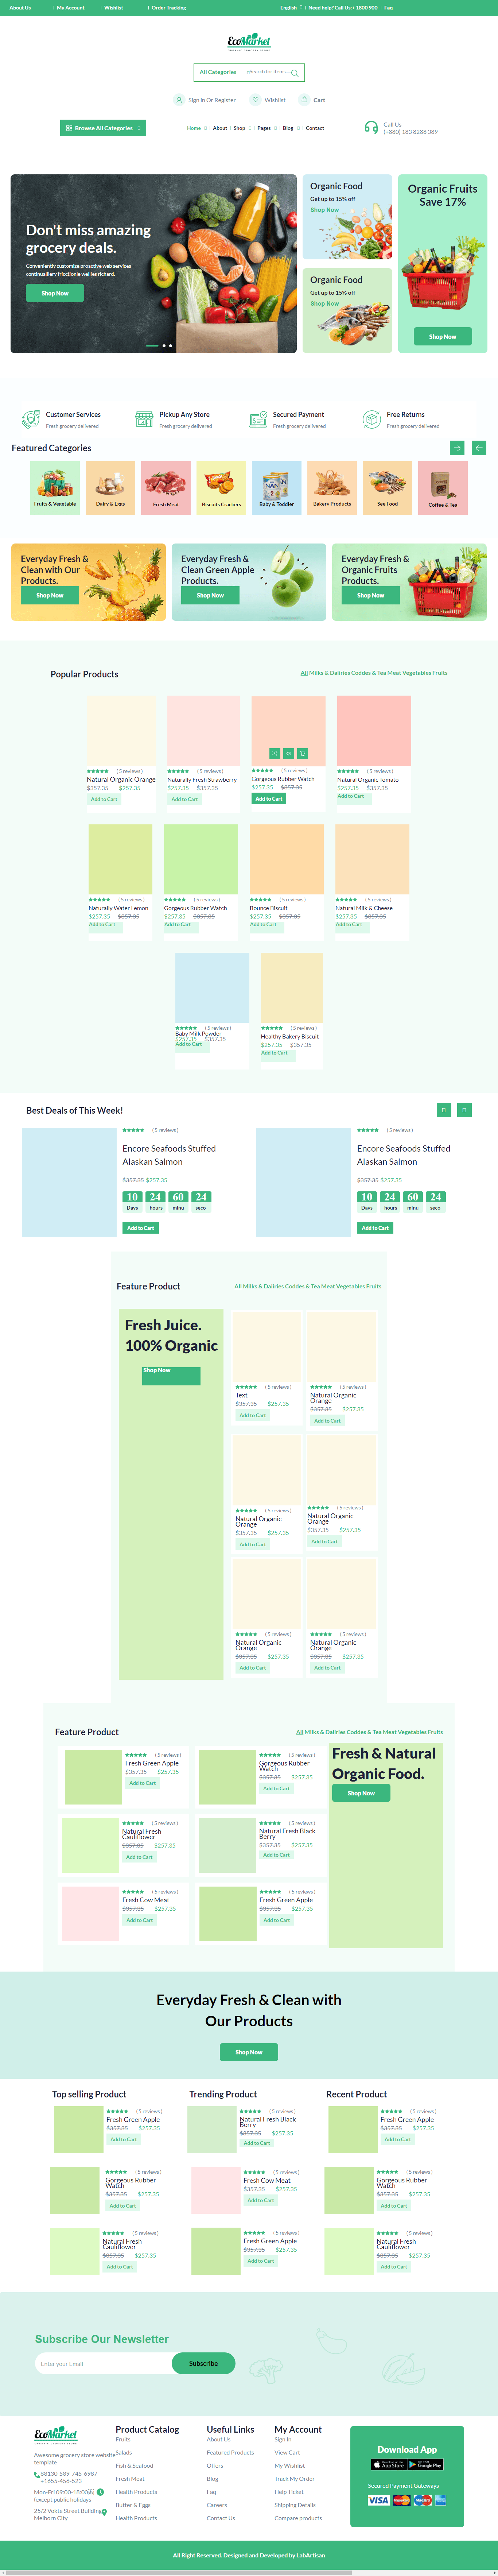 About Us
My Account
Wishlist
Order Tracking
English
Need help? Call Us:+ 1800 900
Faq
EcoMarket
All Categories
Search for items...
Sign In Or Register
Wishlist
Cart
Browse All Categories
Home
About
Shop
Pages
Blog
Contact
Call Us
(+880) 183 8288 389
Don't miss amazing
grocery deals.
Conveniently customize proactive web services
continuallery fricctionle wellies richard.
Shop Now
Organic Food
Get up to 15% off
Shop Now
Organic Food
Get up to 15% off
Shop Now
Organic Fruits
Save 17%
Shop Now
Customer Services
Fresh grocery delivered
Pickup Any Store
Fresh grocery delivered
Secured Payment
Fresh grocery delivered
Free Returns
Fresh grocery delivered
Featured Categories
Fruits & Vegetable
Dairy & Eggs
Fresh Meat
Biscuits Crackers
Baby & Toddler
Bakery Products
See Food
Coffee & Tea
Everyday Fresh &
Clean with Our
Products.
Shop Now
Everyday Fresh &
Clean Green Apple
Products.
Shop Now
Everyday Fresh &
Organic Fruits
Products.
Shop Now
Popular Products
All Milks & Dairies Coddes & Tea Meat Vegetables Fruits
( 5 reviews )
Natural Organic Orange
$357.35 $257.35
Add to Cart
( 5 reviews )
Naturally Fresh Strawberry
$257.35 $357.35
Add to Cart
( 5 reviews )
Gorgeous Rubber Watch
$257.35 $357.35
Add to Cart
( 5 reviews )
Natural Organic Tomato
$257.35 $357.35
Add to Cart
( 5 reviews )
Naturally Water Lemon
$257.35 $357.35
Add to Cart
( 5 reviews )
Gorgeous Rubber Watch
$257.35 $357.35
Add to Cart
( 5 reviews )
Bounce Biscuit
$257.35 $357.35
Add to Cart
( 5 reviews )
Natural Milk & Cheese
$257.35 $357.35
Add to Cart
( 5 reviews )
Baby Milk Powder
$257.35 $357.35
Add to Cart
( 5 reviews )
Healthy Bakery Biscuit
$257.35 $357.35
Add to Cart
Best Deals of This Week!
( 5 reviews )
Encore Seafoods Stuffed
Alaskan Salmon
$357.35 $257.35
10 24 60 24
Days hours minu seco
Add to Cart
( 5 reviews )
Encore Seafoods Stuffed
Alaskan Salmon
$357.35 $257.35
10 24 60 24
Days hours minu seco
Add to Cart
Feature Product
All Milks & Dairies Coddes & Tea Meat Vegetables Fruits
Fresh Juice.
100% Organic
Shop Now
( 5 reviews )
Text
$357.35 $257.35
Add to Cart
( 5 reviews )
Natural Organic
Orange
$357.35 $257.35
Add to Cart
( 5 reviews )
Natural Organic
Orange
$357.35 $257.35
Add to Cart
( 5 reviews )
Natural Organic
Orange
$357.35 $257.35
Add to Cart
( 5 reviews )
Natural Organic
Orange
$357.35 $257.35
Add to Cart
( 5 reviews )
Natural Organic
Orange
$357.35 $257.35
Add to Cart
Feature Product
All Milks & Dairies Coddes & Tea Meat Vegetables Fruits
( 5 reviews )
Fresh Green Apple
$357.35 $257.35
Add to Cart
( 5 reviews )
Gorgeous Rubber
Watch
$357.35 $257.35
Add to Cart
( 5 reviews )
Natural Fresh
Cauliflower
$357.35 $257.35
Add to Cart
( 5 reviews )
Natural Fresh Black
Berry
$357.35 $257.35
Add to Cart
( 5 reviews )
Fresh Cow Meat
$357.35 $257.35
Add to Cart
( 5 reviews )
Fresh Green Apple
$357.35 $257.35
Add to Cart
Fresh & Natural
Organic Food.
Shop Now
Everyday Fresh & Clean with
Our Products
Shop Now
Top selling Product
( 5 reviews )
Fresh Green Apple
$357.35 $257.35
Add to Cart
( 5 reviews )
Gorgeous Rubber
Watch
$357.35 $257.35
Add to Cart
( 5 reviews )
Natural Fresh
Cauliflower
$357.35 $257.35
Add to Cart
Trending Product
( 5 reviews )
Natural Fresh Black
Berry
$357.35 $257.35
Add to Cart
( 5 reviews )
Fresh Cow Meat
$357.35 $257.35
Add to Cart
( 5 reviews )
Fresh Green Apple
$357.35 $257.35
Add to Cart
Recent Product
( 5 reviews )
Fresh Green Apple
$357.35 $257.35
Add to Cart
( 5 reviews )
Gorgeous Rubber
Watch
$357.35 $257.35
Add to Cart
( 5 reviews )
Natural Fresh
Cauliflower
$357.35 $257.35
Add to Cart
Subscribe Our Newsletter
Enter your Email
Subscribe
EcoMarket
Awesome grocery store website
template
88130-589-745-6987
+1655-456-523
Mon-Fri 09:00-18:00
(except public holidays
25/2 Vokte Street Building
Melborn City
Product Catalog
Fruits
Salads
Fish & Seafood
Fresh Meat
Health Products
Butter & Eggs
Health Products
Useful Links
About Us
Featured Products
Offers
Blog
Faq
Careers
Contact Us
My Account
Sign In
View Cart
My Wishlist
Track My Order
Help Ticket
Shipping Details
Compare products
Download App
App Store
Google Play
Secured Payment Gateways
VISA
All Right Reserved. Designed and Developed by LabArtisan